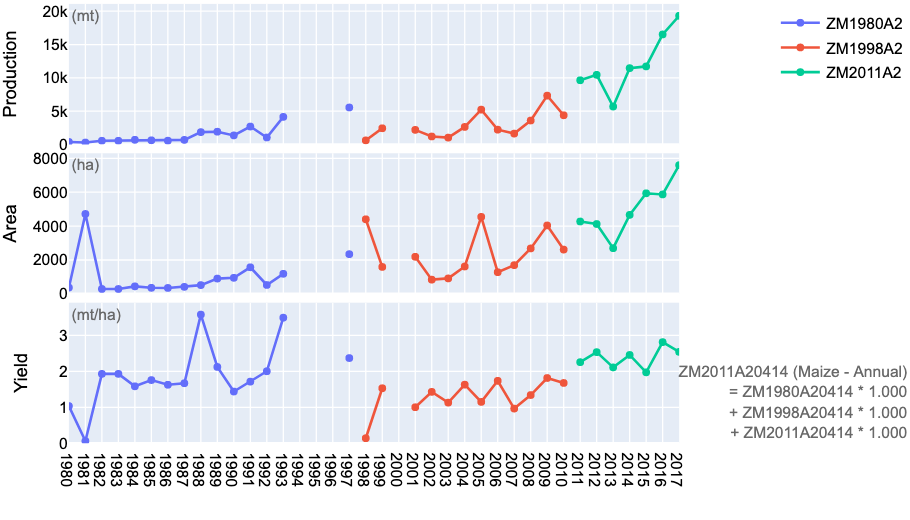 20k
(mt)
15k
10k
5k
0
Production
ZM1980A2
ZM1998A2
ZM2011A2
8000
(ha)
6000
4000
2000
0
Area
(mt/ha)
3
2
1
0
Yield
ZM2011A20414 (Maize - Annual)
= ZM1980A20414 * 1.000
+ ZM1998A20414 * 1.000
+ ZM2011A20414 * 1.000
1980
1981
1982
1983
1984
1985
1986
1987
1988
1989
1990
1991
1992
1993
1994
1995
1996
1997
1998
1999
2000
2001
2002
2003
2004
2005
2006
2007
2008
2009
2010
2011
2012
2013
2014
2015
2016
2017